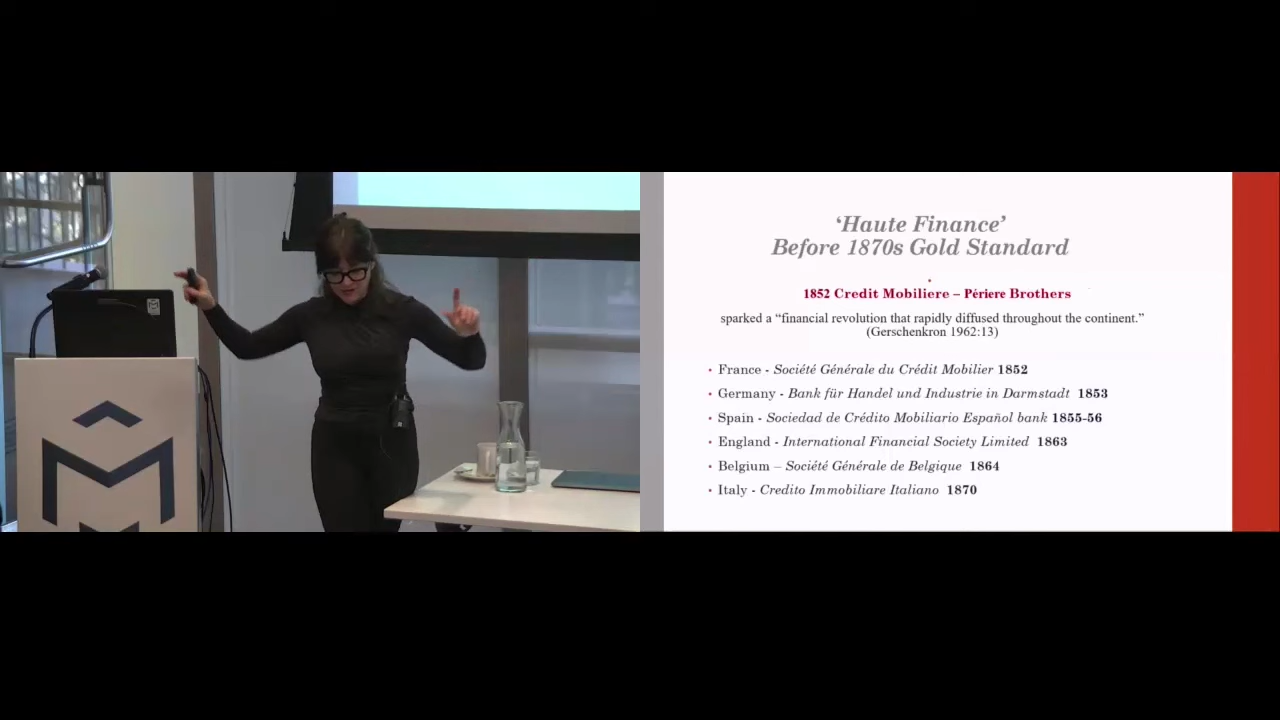 ‘Haute Finance’
Before 1870s Gold Standard
1852 Credit Mobiliere – Périere Brothers
sparked a “financial revolution that rapidly diffused throughout the continent.”
(Gerschenkron 1962:13)
• France - Société Générale du Crédit Mobilier 1852
• Germany - Bank für Handel und Industrie in Darmstadt 1853
• Spain - Sociedad de Crédito Mobiliario Español bank 1855-56
• England - International Financial Society Limited 1863
• Belgium – Société Générale de Belgique 1864
• Italy - Credito Immobiliare Italiano 1870